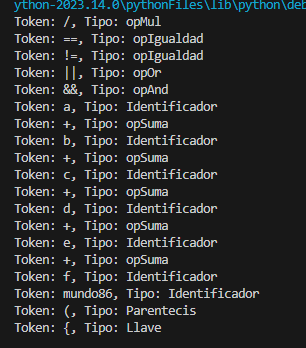 ython-2023.14.0\pythonFiles\lib\python\deb
Token: /, Tipo: opMul
Token: ==, Tipo: opIgualdad
Token: !=, Tipo: opIgualdad
Token: ||, Tipo: opOr
Token: &&, Tipo: opAnd
Token: a, Tipo: Identificador
Token: +, Tipo: opSuma
Token: b, Tipo: Identificador
Token: +, Tipo: opSuma
Token: c, Tipo: Identificador
Token: +, Tipo: opSuma
Token: d, Tipo: Identificador
Token: +, Tipo: opSuma
Token: e, Tipo: Identificador
Token: +, Tipo: opSuma
Token: f, Tipo: Identificador
Token: mundo86, Tipo: Identificador
Token: (, Tipo: Parentecis
Token: {, Tipo: Llave